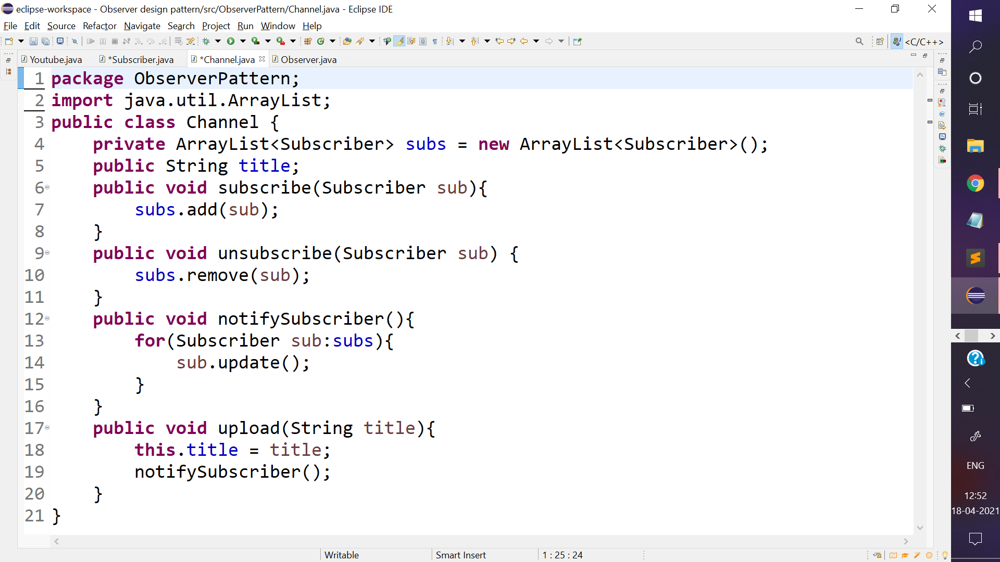 eclipse-workspace - Observer design pattern/src/ObserverPattern/Channel.java - Eclipse IDE
File Edit Source Refactor Navigate Search Project Run Window Help
<C/C++>
Youtube.java *Subscriber.java *Channel.java Observer.java
1 package ObserverPattern;
2 import java.util.ArrayList;
3 public class Channel {
4 private ArrayList<Subscriber> subs = new ArrayList<Subscriber>();
5 public String title;
6 public void subscribe(Subscriber sub){
7 subs.add(sub);
8 }
9 public void unsubscribe(Subscriber sub) {
10 subs.remove(sub);
11 }
12 public void notifySubscriber(){
13 for(Subscriber sub:subs){
14 sub.update();
15 }
16 }
17 public void upload(String title){
18 this.title = title;
19 notifySubscriber();
20 }
21 }
Writable Smart Insert 1 : 25 : 24
ENG
12:52
18-04-2021